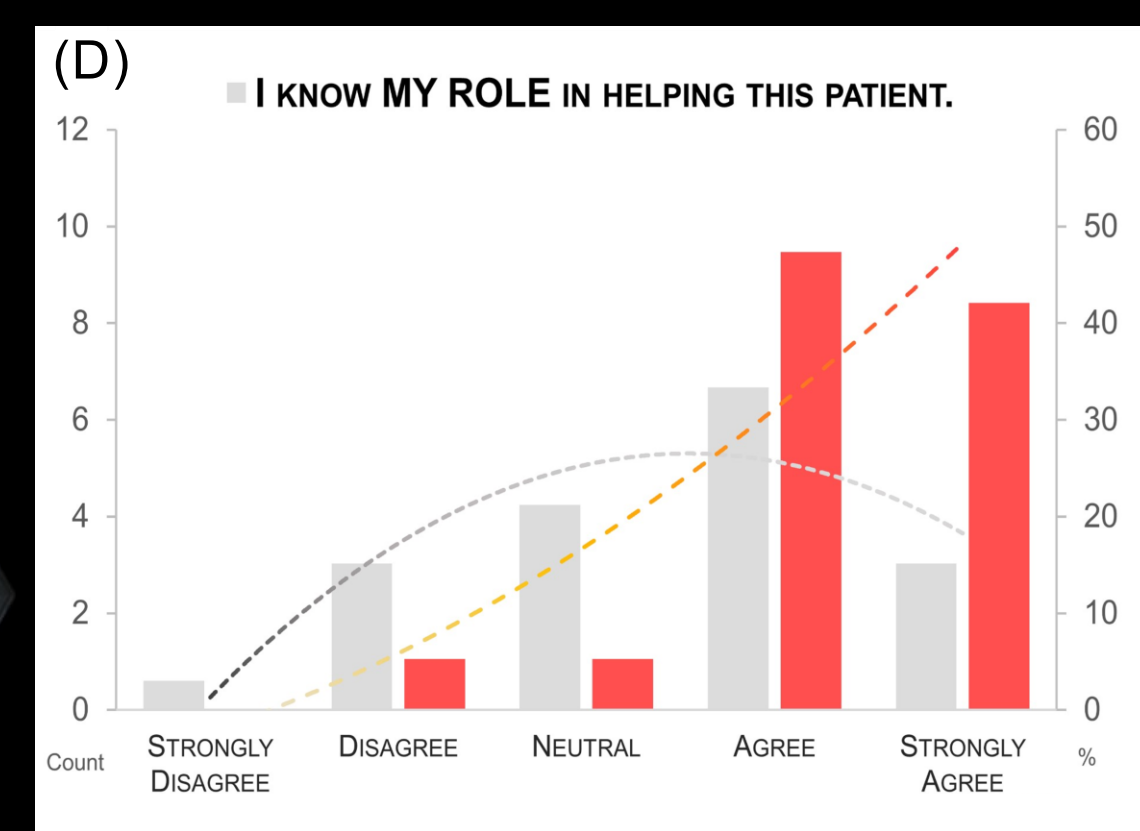 (D)
I KNOW MY ROLE IN HELPING THIS PATIENT.
12
10
8
6
4
2
0
60
50
40
30
20
10
0
Count
STRONGLY
DISAGREE
DISAGREE
NEUTRAL
AGREE
STRONGLY
AGREE
%